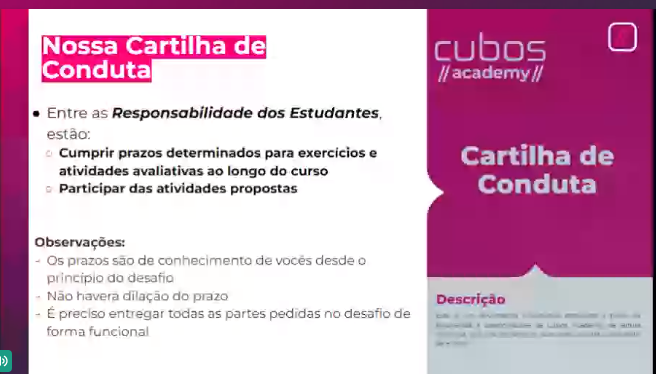 Nossa Cartilha de
Conduta
Entre as Responsabilidade dos Estudantes,
estão:
Cumprir prazos determinados para exercícios e
atividades avaliativas ao longo do curso
Participar das atividades propostas
Observações:
- Os prazos são de conhecimento de vocês desde o
princípio do desafio
- Não haverá dilação do prazo
- É preciso entregar todas as partes pedidas no desafio de
forma funcional
cubos
//academy//
Cartilha de
Conduta
Descrição